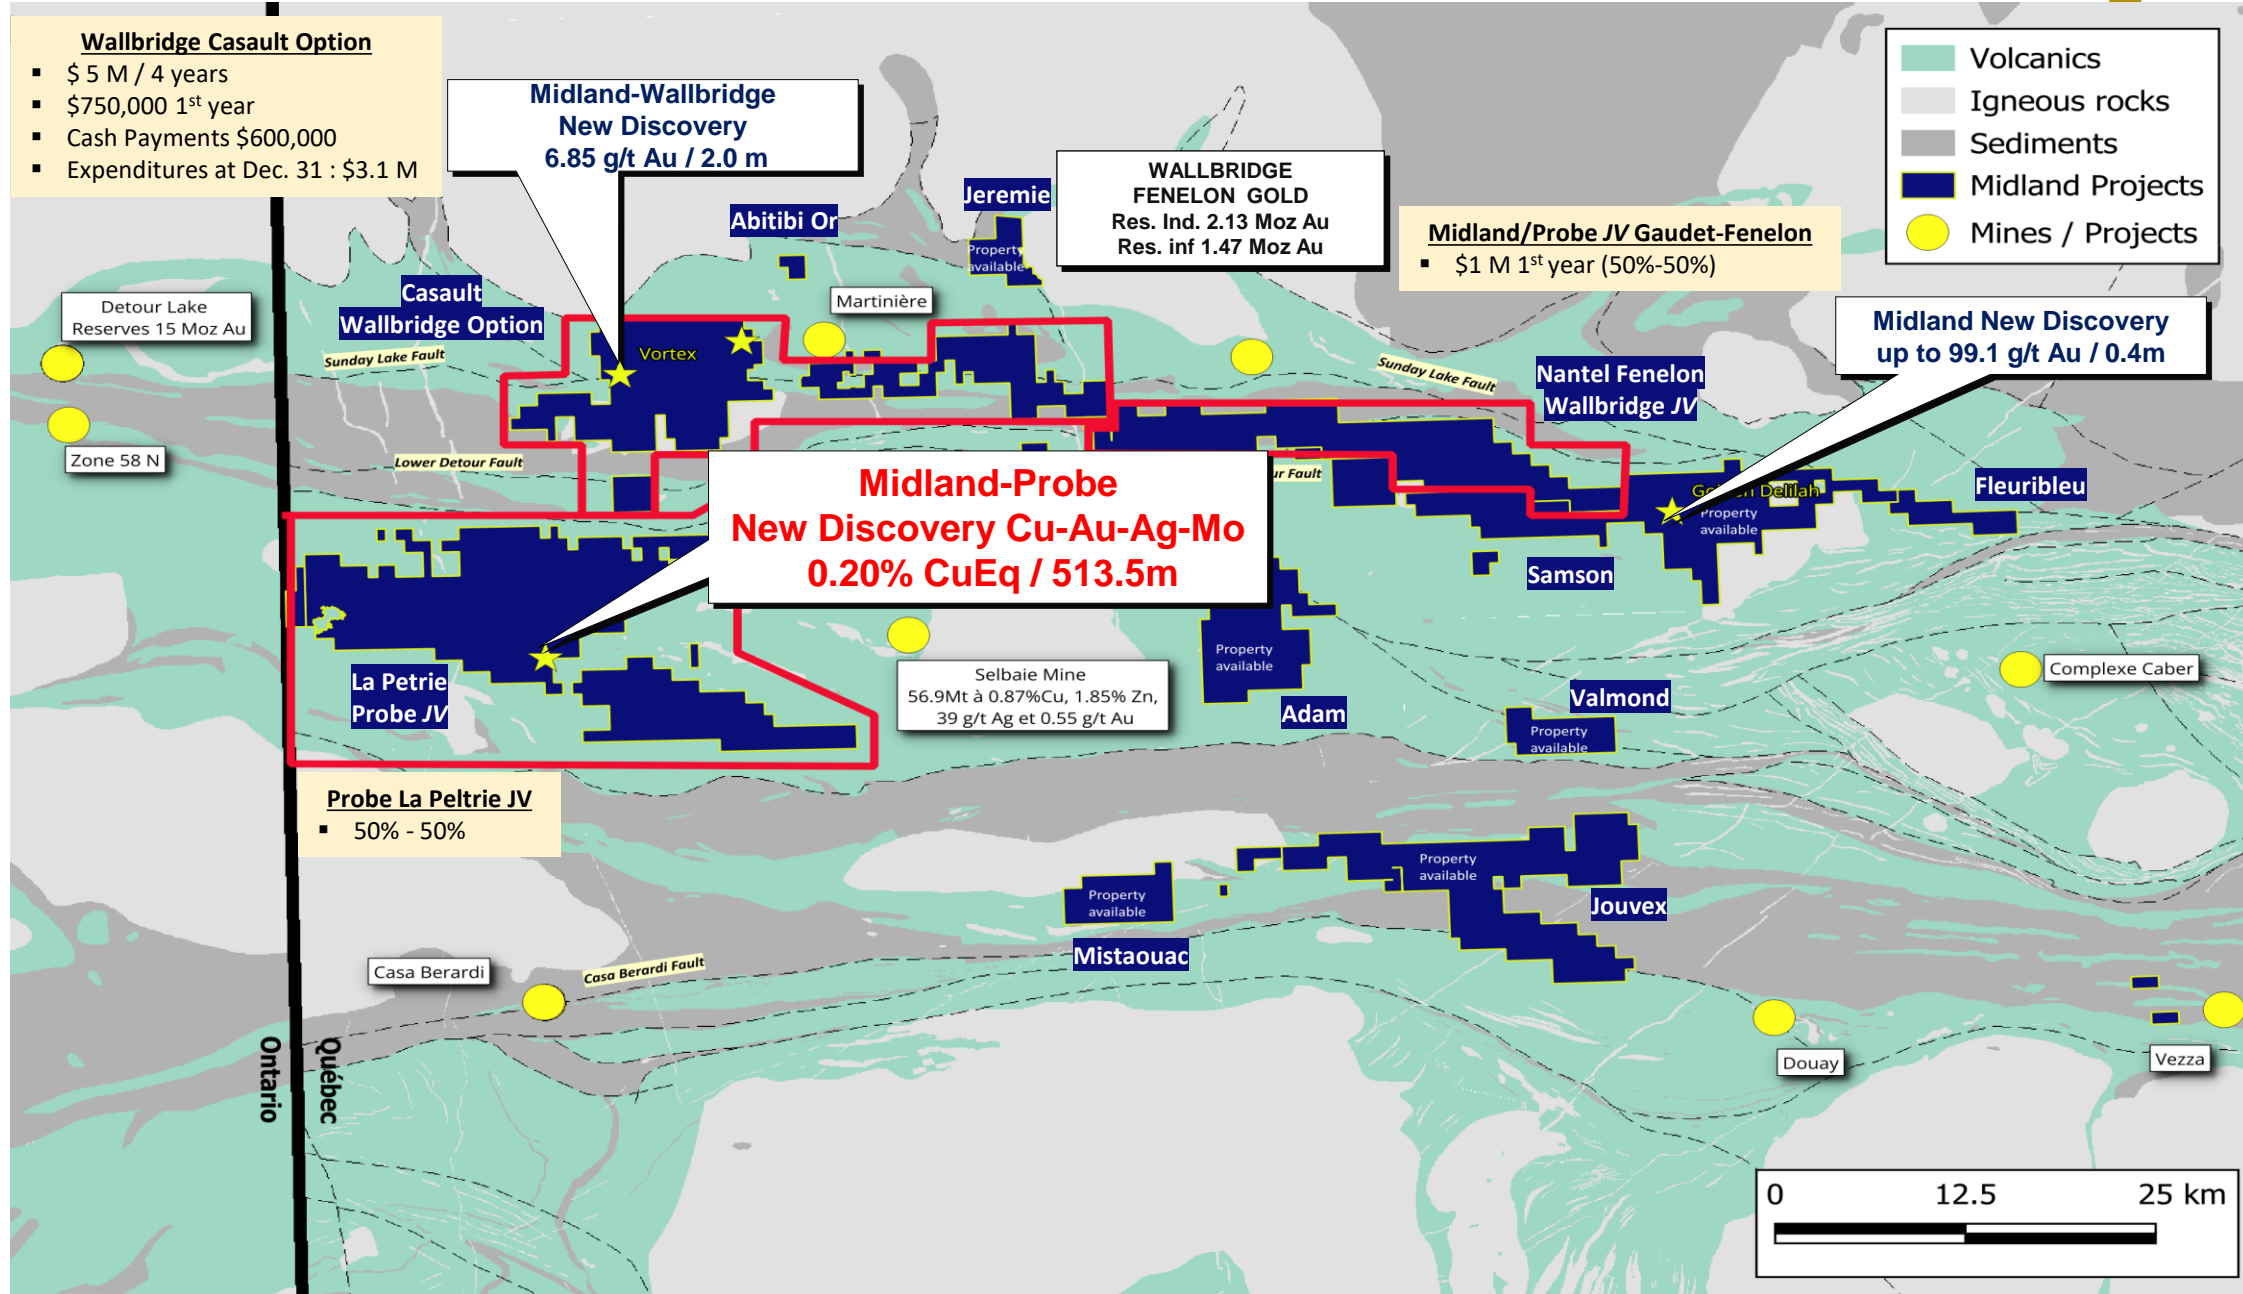 Wallbridge Casault Option
▪ $ 5 M / 4 years
▪ $750,000 1st year
▪ Cash Payments $600,000
▪ Expenditures at Dec. 31 : $3.1 M
Midland-Wallbridge
New Discovery
6.85 g/t Au / 2.0 m
Abitibi Or
Jeremie
Property
available
WALLBRIDGE
FENELON GOLD
Res. Ind. 2.13 Moz Au
Res. inf 1.47 Moz Au
Midland/Probe JV Gaudet-Fenelon
▪ $1 M 1st year (50%-50%)
Volcanics
Igneous rocks
Sediments
Midland Projects
Mines / Projects
Detour Lake
Reserves 15 Moz Au
Casault
Wallbridge Option
Martinière
Sunday Lake Fault
Vortex
Sunday Lake Fault
Nantel Fenelon
Wallbridge JV
Midland New Discovery
up to 99.1 g/t Au / 0.4m
Zone 58 N
Lower Detour Fault
Fault
Midland-Probe
New Discovery Cu-Au-Ag-Mo
0.20% CuEq / 513.5m
Delilah
Property
available
Fleuribleu
Samson
La Petrie
Probe JV
Selbaie Mine
56.9Mt à 0.87%Cu, 1.85% Zn,
39 g/t Ag et 0.55 g/t Au
Property
available
Adam
Valmond
Property
available
Complexe Caber
Probe La Peltrie JV
▪ 50% - 50%
Property
available
Mistaouac
Property
available
Jouvex
Casa Berardi
Casa Berardi Fault
Douay
Vezza
Ontario
Québec
0 12.5 25 km